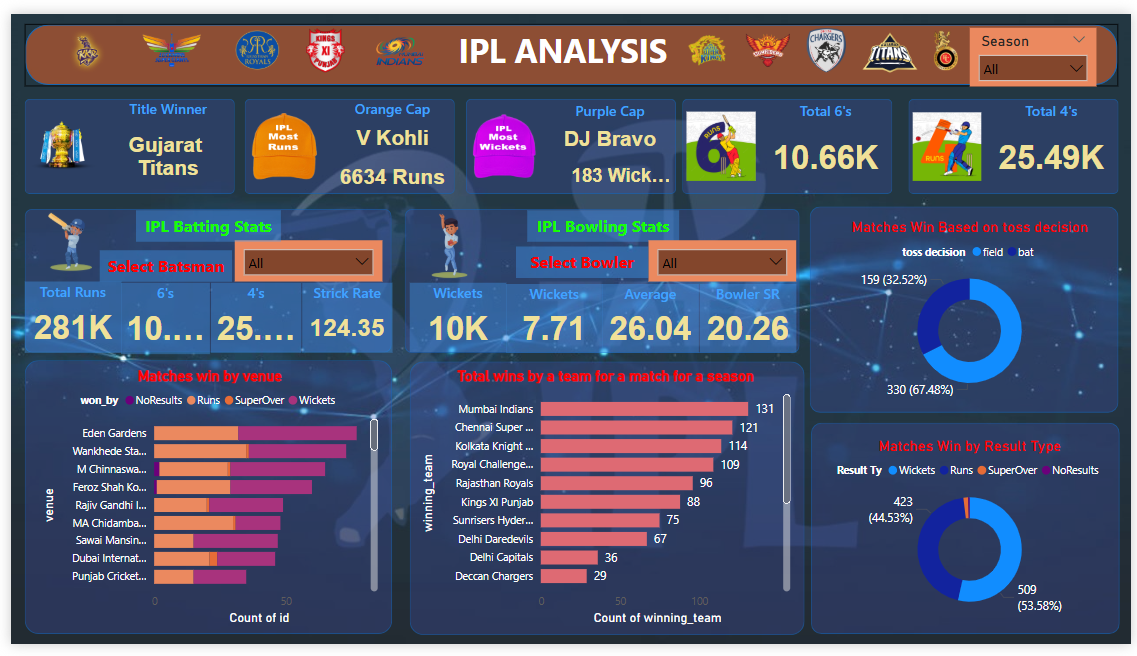 IPL ANALYSIS
Season
All
KINGS
XI
PUNJAB
ROYALS
INDIANS
CHARGERS
TITANS
Title Winner
Gujarat
Titans
IPL
Most
Runs
Orange Cap
V Kohli
6634 Runs
IPL
Most
Wickets
Purple Cap
DJ Bravo
183 Wick...
RUNS
6
Total 6's
10.66K
4
RUNS
Total 4's
25.49K
IPL Batting Stats
Select Batsman
All
Total Runs
6's
4's
Strick Rate
281K
10....
25....
124.35
IPL Bowling Stats
Select Bowler
All
Wickets
Wickets
Average
Bowler SR
10K
7.71
26.04
20.26
Matches Win Based on toss decision
toss decision field bat
159 (32.52%)
330 (67.48%)
Matches win by venue
won_by NoResults Runs SuperOver Wickets
venue
Eden Gardens
Wankhede Sta...
M Chinnaswa...
Feroz Shah Ko...
Rajiv Gandhi I...
MA Chidamba...
Sawai Mansin...
Dubai Internat...
Punjab Cricket...
0 50
Count of id
Total wins by a team for a match for a season
winning_team
Mumbai Indians 131
Chennai Super ... 121
Kolkata Knight ... 114
Royal Challenge... 109
Rajasthan Royals 96
Kings XI Punjab 88
Sunrisers Hyder... 75
Delhi Daredevils 67
Delhi Capitals 36
Deccan Chargers 29
0 50 100
Count of winning_team
Matches Win by Result Type
Result Ty Wickets Runs SuperOver NoResults
423
(44.53%)
509
(53.58%)